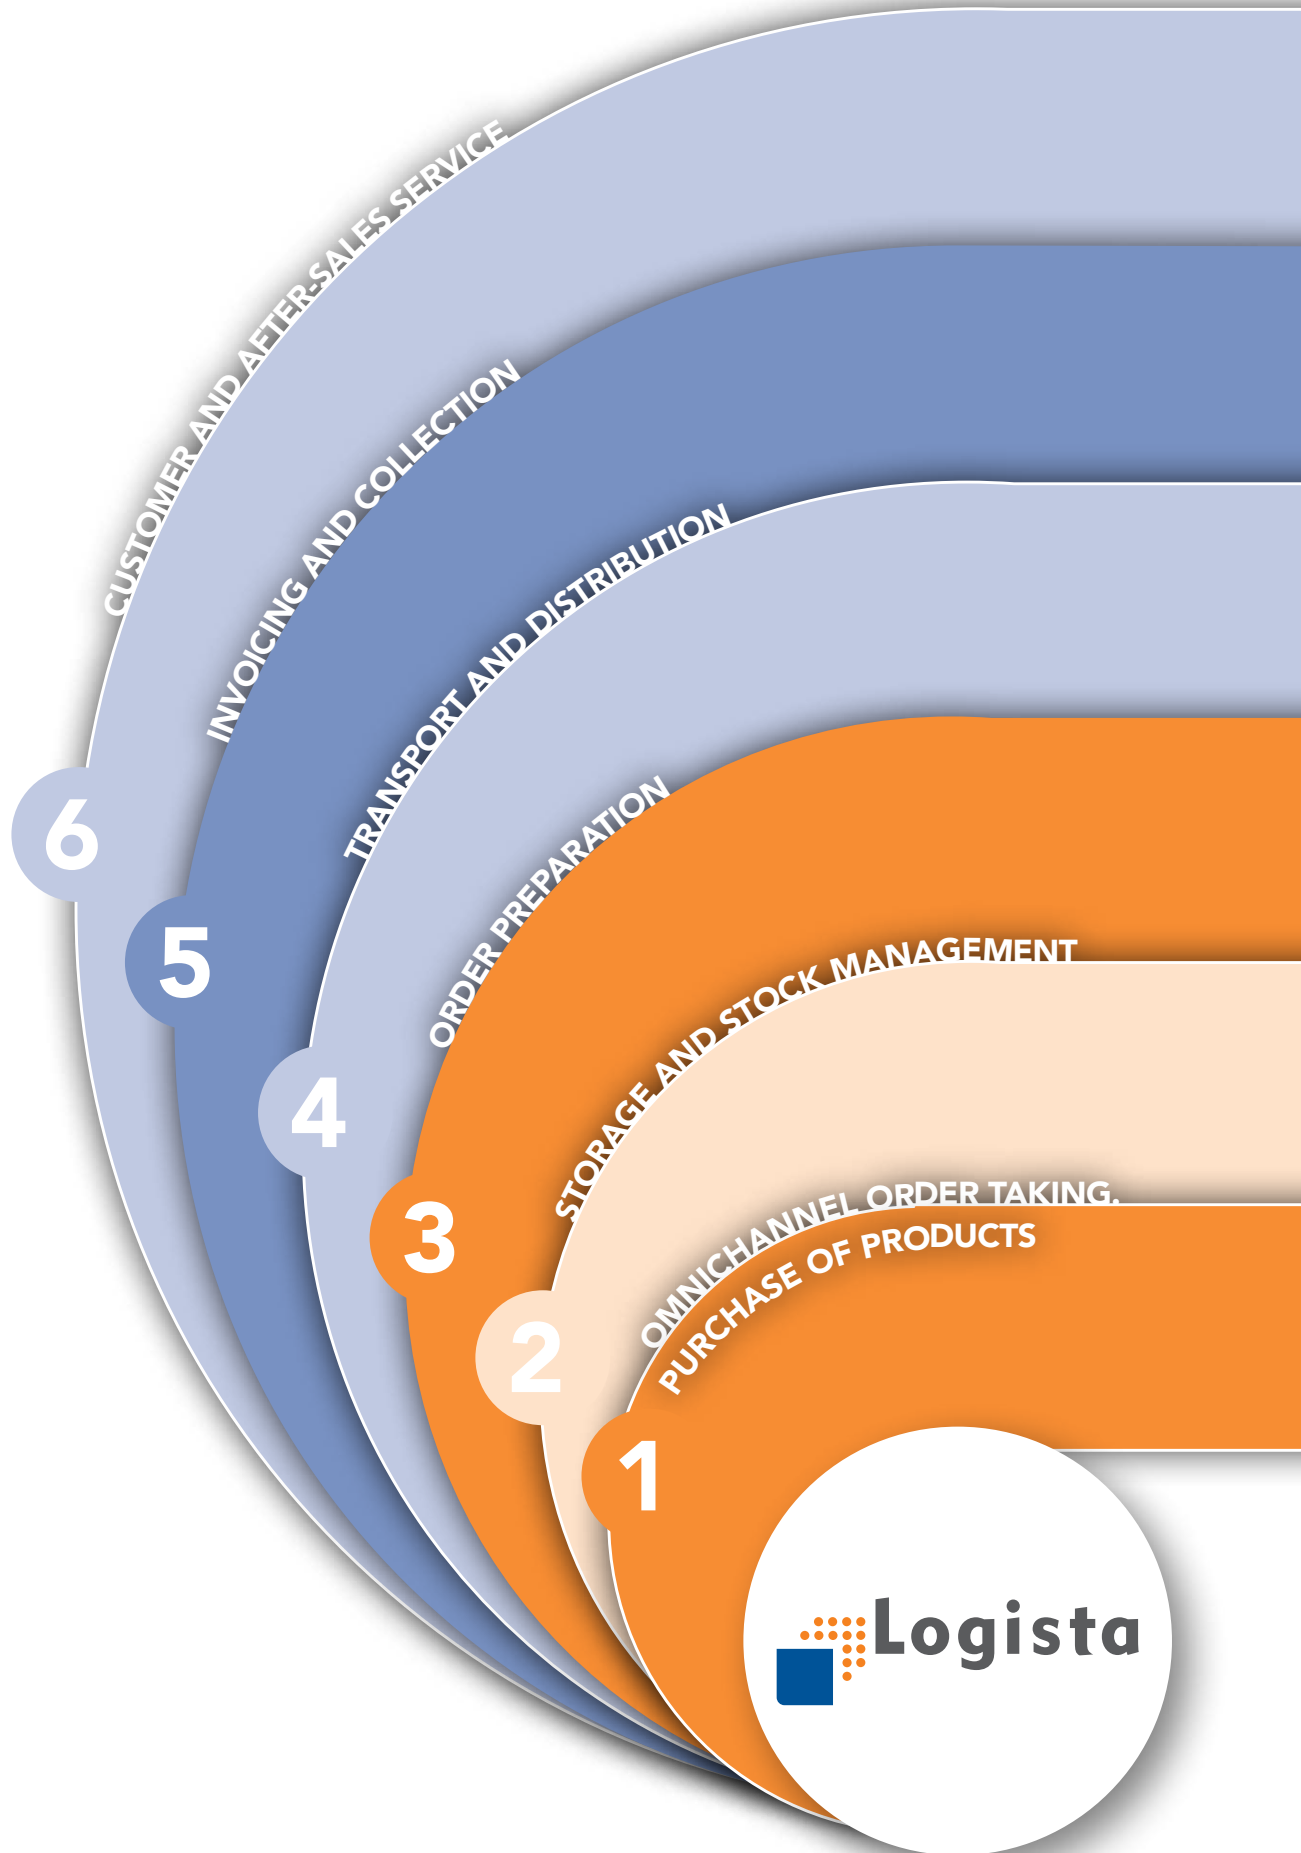 CUSTOMER AND AFTER-SALES SERVICE
INVOICING AND COLLECTION
TRANSPORT AND DISTRIBUTION
6
ORDER PREPARATION
5
STORAGE AND STOCK MANAGEMENT
4
OMNICHANNEL ORDER TAKING.
PURCHASE OF PRODUCTS
3
2
1
Logista